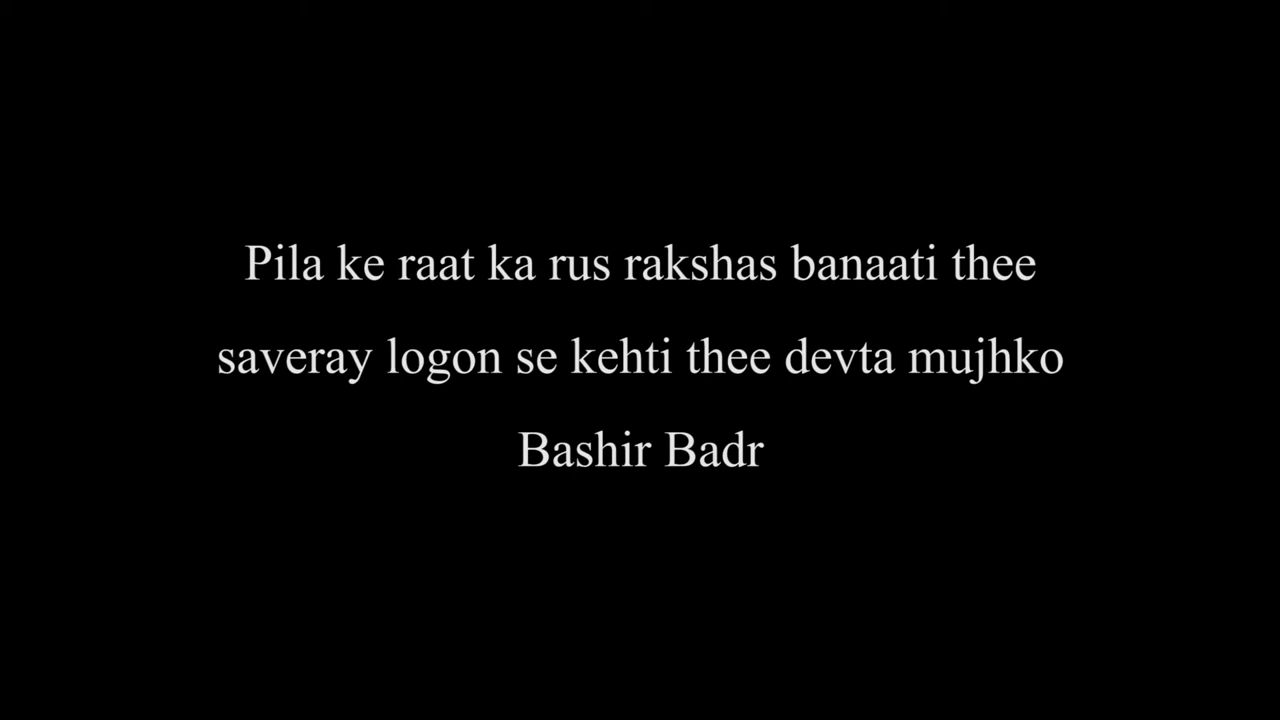 Pila ke raat ka rus rakshas banaati thee
saveray logon se kehti thee devta mujhko
Bashir Badr